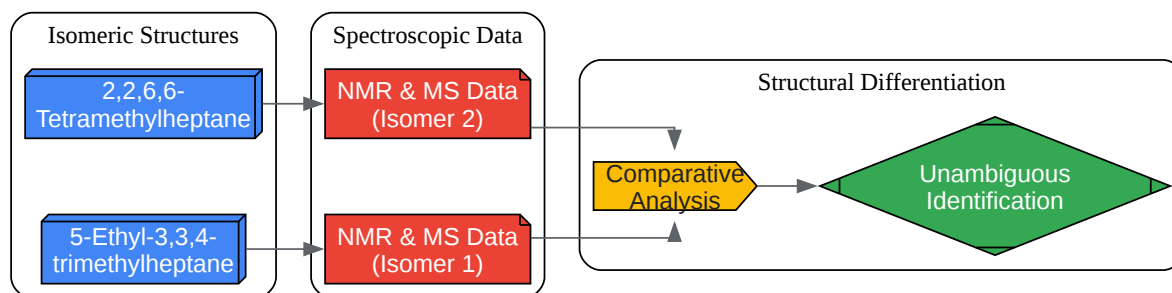 Isomeric Structures
2,2,6,6-
Tetramethylheptane
5-Ethyl-3,3,4-
trimethylheptane
Spectroscopic Data
NMR & MS Data
(Isomer 2)
NMR & MS Data
(Isomer 1)
Structural Differentiation
Comparative
Analysis
Unambiguous
Identification